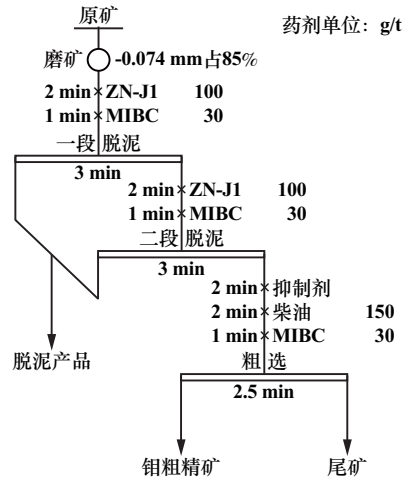 原矿
药剂单位：g/t
磨矿 -0.074 mm占85%
2 min ZN-J1 100
1 min MIBC 30
一段 脱泥
3 min
2 min ZN-J1 100
1 min MIBC 30
二段 脱泥
3 min
2 min 抑制剂
2 min 柴油 150
1 min MIBC 30
粗 选
2.5 min
脱泥产品
钼粗精矿 尾矿